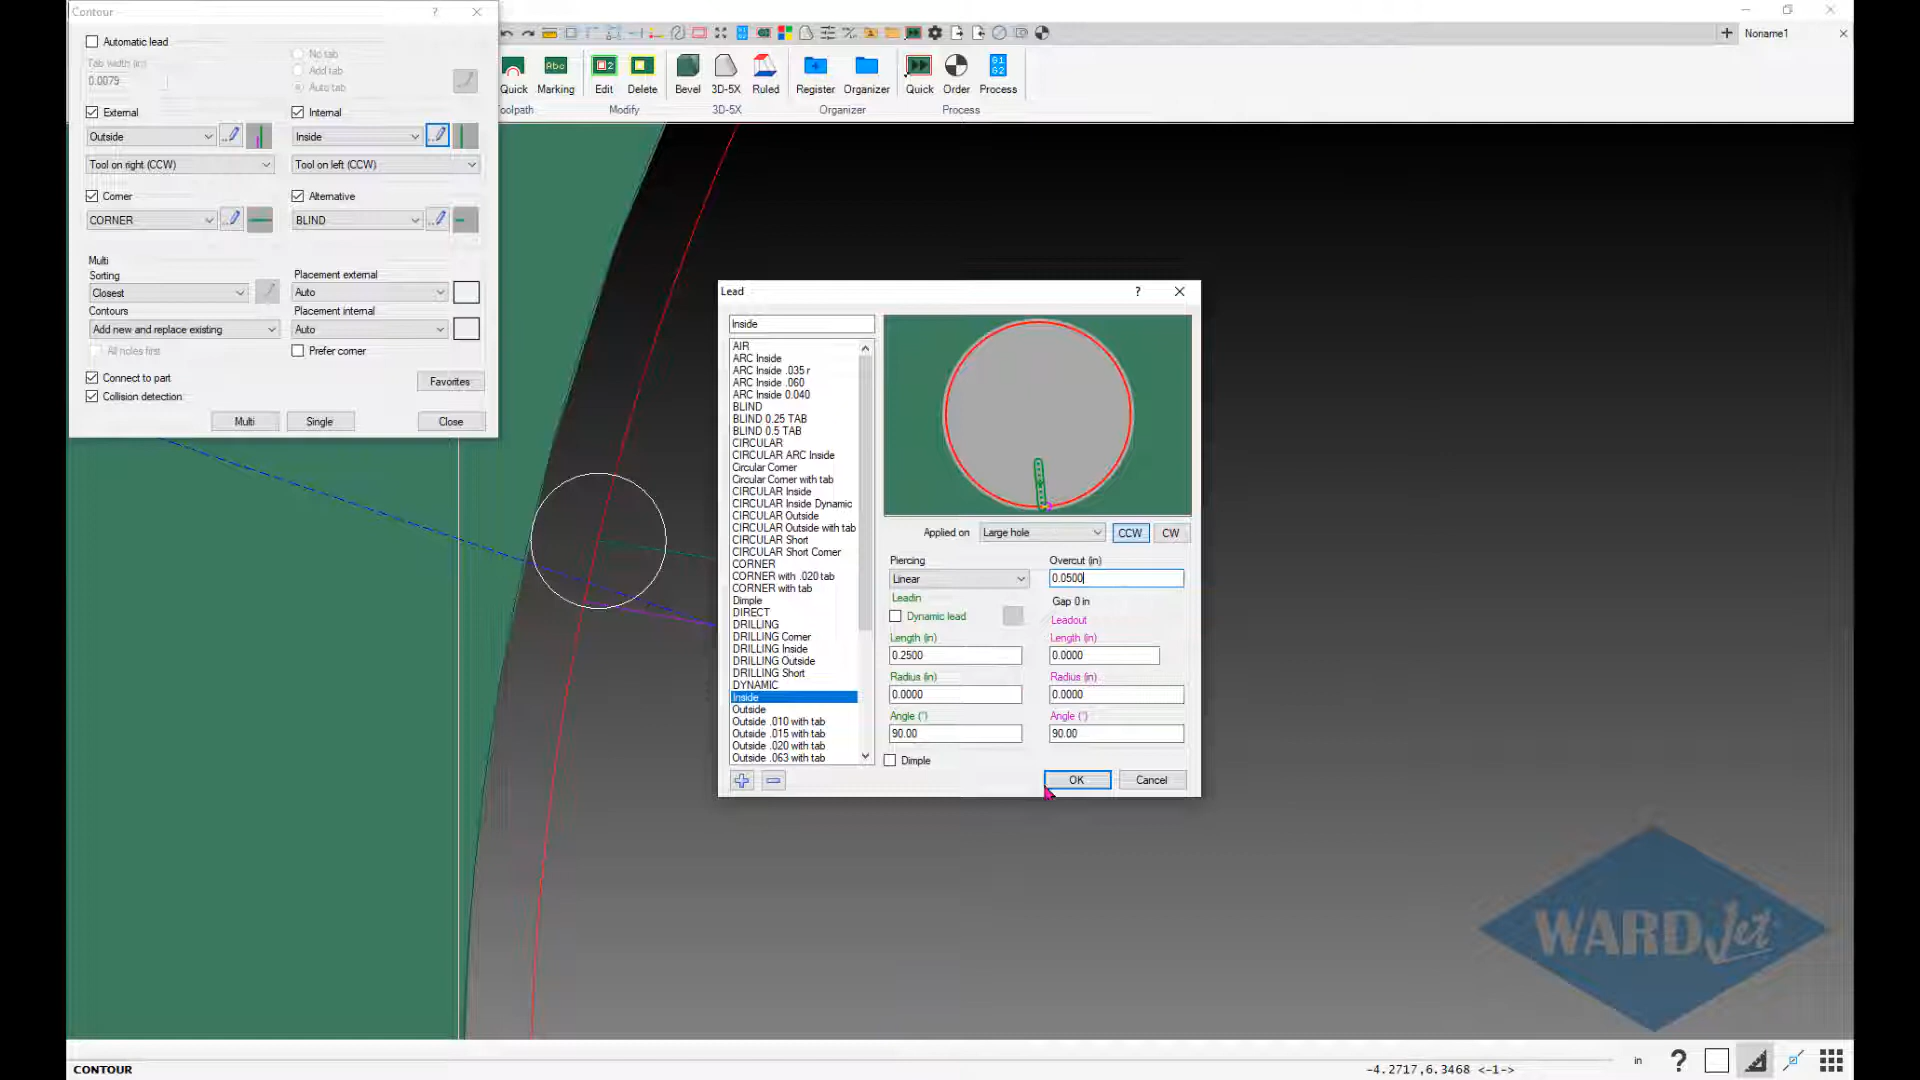 Contour
Automatic lead
Tab width (in)
0.0079
No tab
Add tab
Auto tab
External
Internal
Outside
Inside
Tool on right (CCW)
Tool on left (CCW)
Corner
Alternative
CORNER
BLIND
Multi
Sorting
Placement external
Closest
Auto
Contours
Placement internal
Add new and replace existing
Auto
All holes first
Prefer corner
Connect to part
Collision detection
Favorites
Multi
Single
Close
Noname1
Quick
Marking
Edit
Delete
Bevel
3D-5X
Ruled
Register
Organizer
Quick
Order
Process
Modify
3D-5X
Organizer
Process
Lead
Inside
AIR
ARC Inside
ARC Inside .035 r
ARC Inside .060
ARC Inside 0.040
BLIND
BLIND 0.25 TAB
BLIND 0.5 TAB
CIRCULAR
CIRCULAR ARC Inside
Circular Corner
Circular Corner with tab
CIRCULAR Inside
CIRCULAR Inside Dynamic
CIRCULAR Outside
CIRCULAR Outside with tab
CIRCULAR Short
CIRCULAR Short Corner
CORNER
CORNER with .020 tab
CORNER with tab
Dimple
DIRECT
DRILLING
DRILLING Corner
DRILLING Inside
DRILLING Outside
DRILLING Short
DYNAMIC
Inside
Outside
Outside .010 with tab
Outside .015 with tab
Outside .020 with tab
Outside .063 with tab
Applied on
Large hole
CCW
CW
Piercing
Overcut (in)
Linear
0.0500
Leadin
Gap 0 in
Dynamic lead
Leadout
Length (in)
Length (in)
0.2500
0.0000
Radius (in)
Radius (in)
0.0000
0.0000
Angle (°)
Angle (°)
90.00
90.00
Dimple
OK
Cancel
WARDJet
in
CONTOUR
-4.2717,6.3468 <-1->